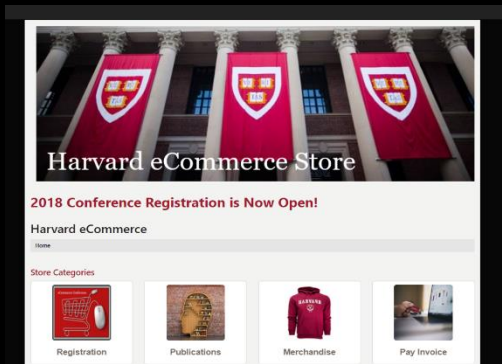 Harvard eCommerce Store
2018 Conference Registration is Now Open!
Harvard eCommerce
Home
Store Categories
HARVARD
Registration
Publications
Merchandise
Pay Invoice